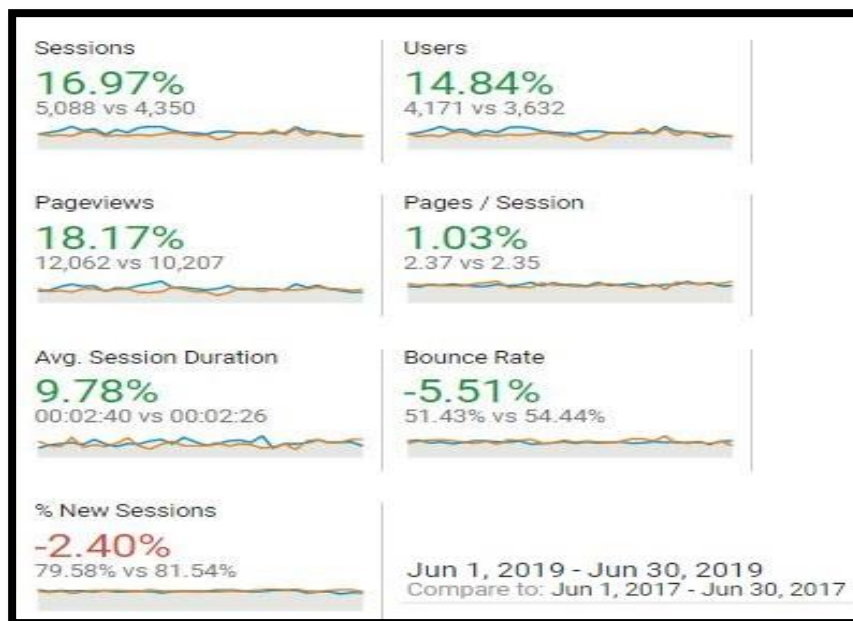 Sessions
16.97%
5,088 vs 4,350
Users
14.84%
4,171 vs 3,632
Pageviews
18.17%
12,062 vs 10,207
Pages / Session
1.03%
2.37 vs 2.35
Avg. Session Duration
9.78%
00:02:40 vs 00:02:26
Bounce Rate
-5.51%
51.43% vs 54.44%
% New Sessions
-2.40%
79.58% vs 81.54%
Jun 1, 2019 - Jun 30, 2019
Compare to: Jun 1, 2017 - Jun 30, 2017